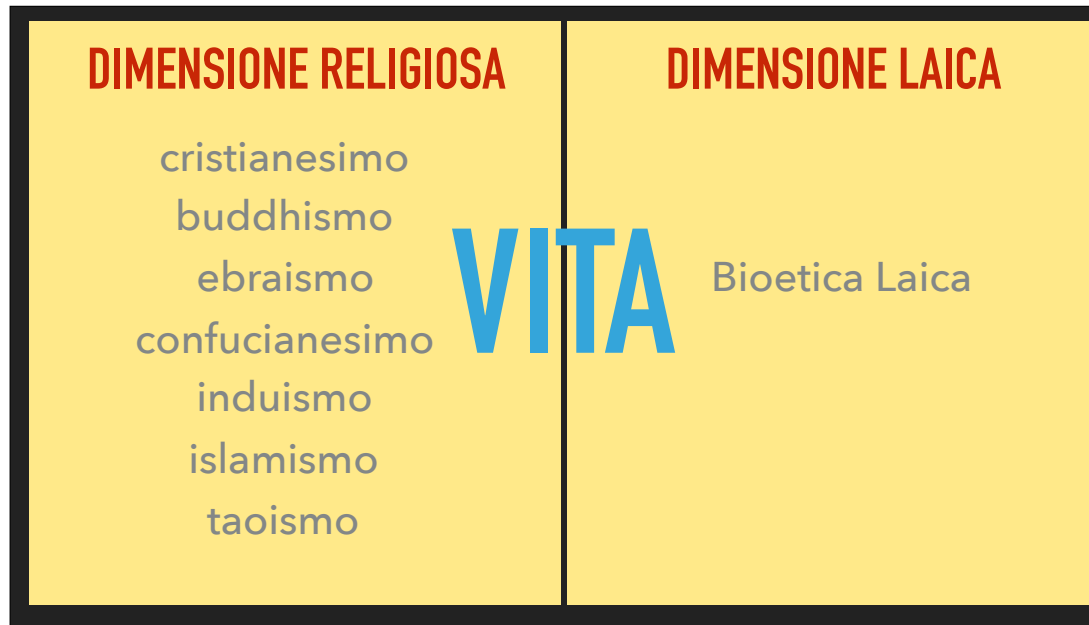 DIMENSIONE RELIGIOSA
cristianesimo
buddhismo
ebraismo
confucianesimo
induismo
islamismo
taoismo
VITA
DIMENSIONE LAICA
Bioetica Laica